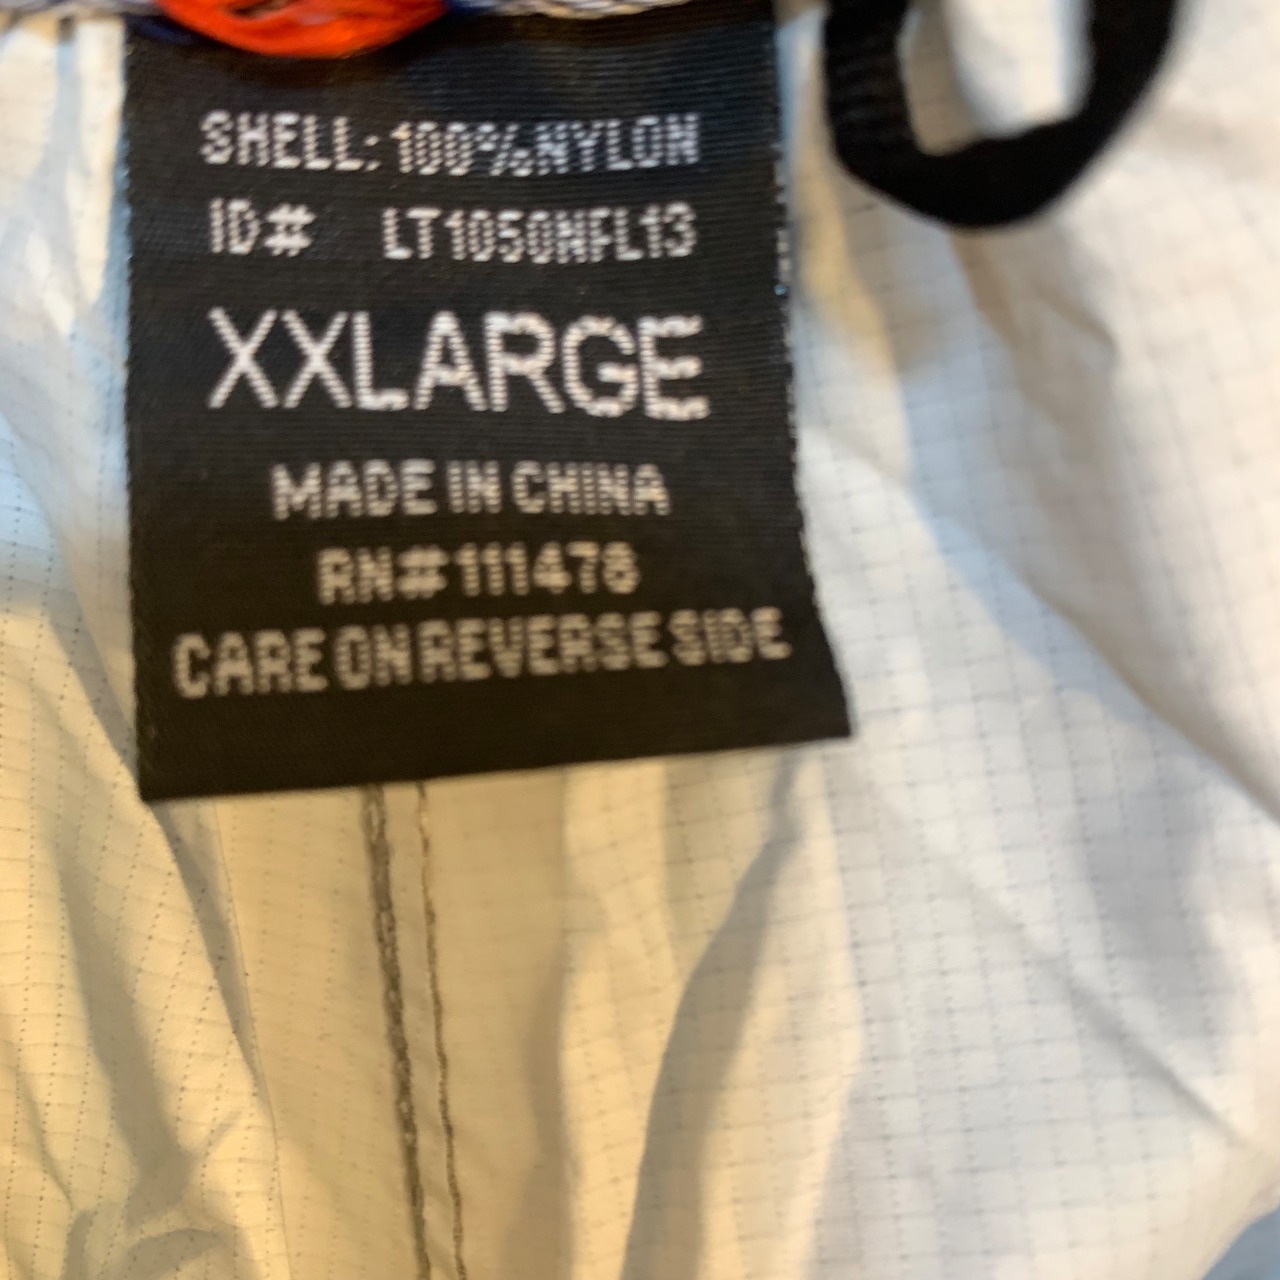 SHELL: 100% NYLON
ID# LT1050NFL13
XXLARGE
MADE IN CHINA
RN# 111478
CARE ON REVERSE SIDE